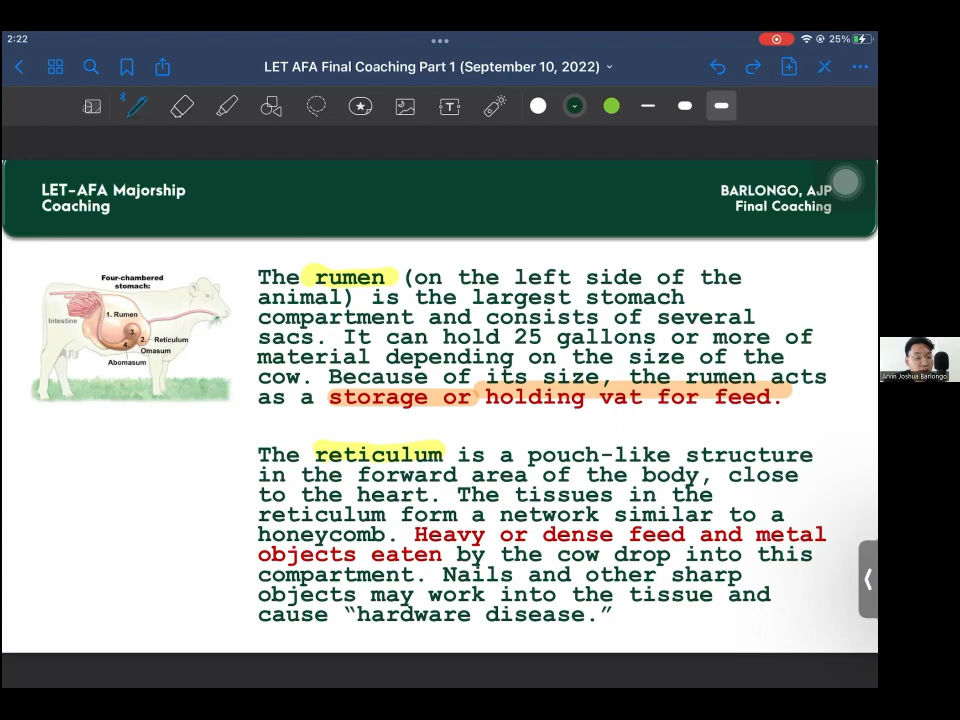 2:22
25%
LET AFA Final Coaching Part 1 (September 10, 2022)
T
LET-AFA Majorship
Coaching
BARLONGO, AJP
Final Coaching
Four-chambered
stomach:
Intestine
1. Rumen
3.
2.
Reticulum
4.
Omasum
Abomasum
The rumen (on the left side of the
animal) is the largest stomach
compartment and consists of several
sacs. It can hold 25 gallons or more of
material depending on the size of the
cow. Because of its size, the rumen acts
as a storage or holding vat for feed.
The reticulum is a pouch-like structure
in the forward area of the body, close
to the heart. The tissues in the
reticulum form a network similar to a
honeycomb. Heavy or dense feed and metal
objects eaten by the cow drop into this
compartment. Nails and other sharp
objects may work into the tissue and
cause “hardware disease.”
Arvin Joshua Barlongo